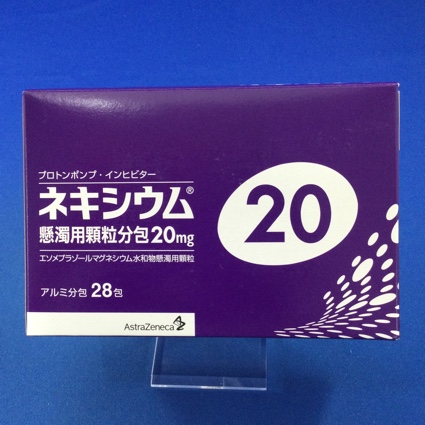 プロトンポンプ・インヒビター
ネキシウム®
懸濁用顆粒分包20mg
エソメプラゾールマグネシウム水和物懸濁用顆粒
20
アルミ分包 28包
AstraZeneca